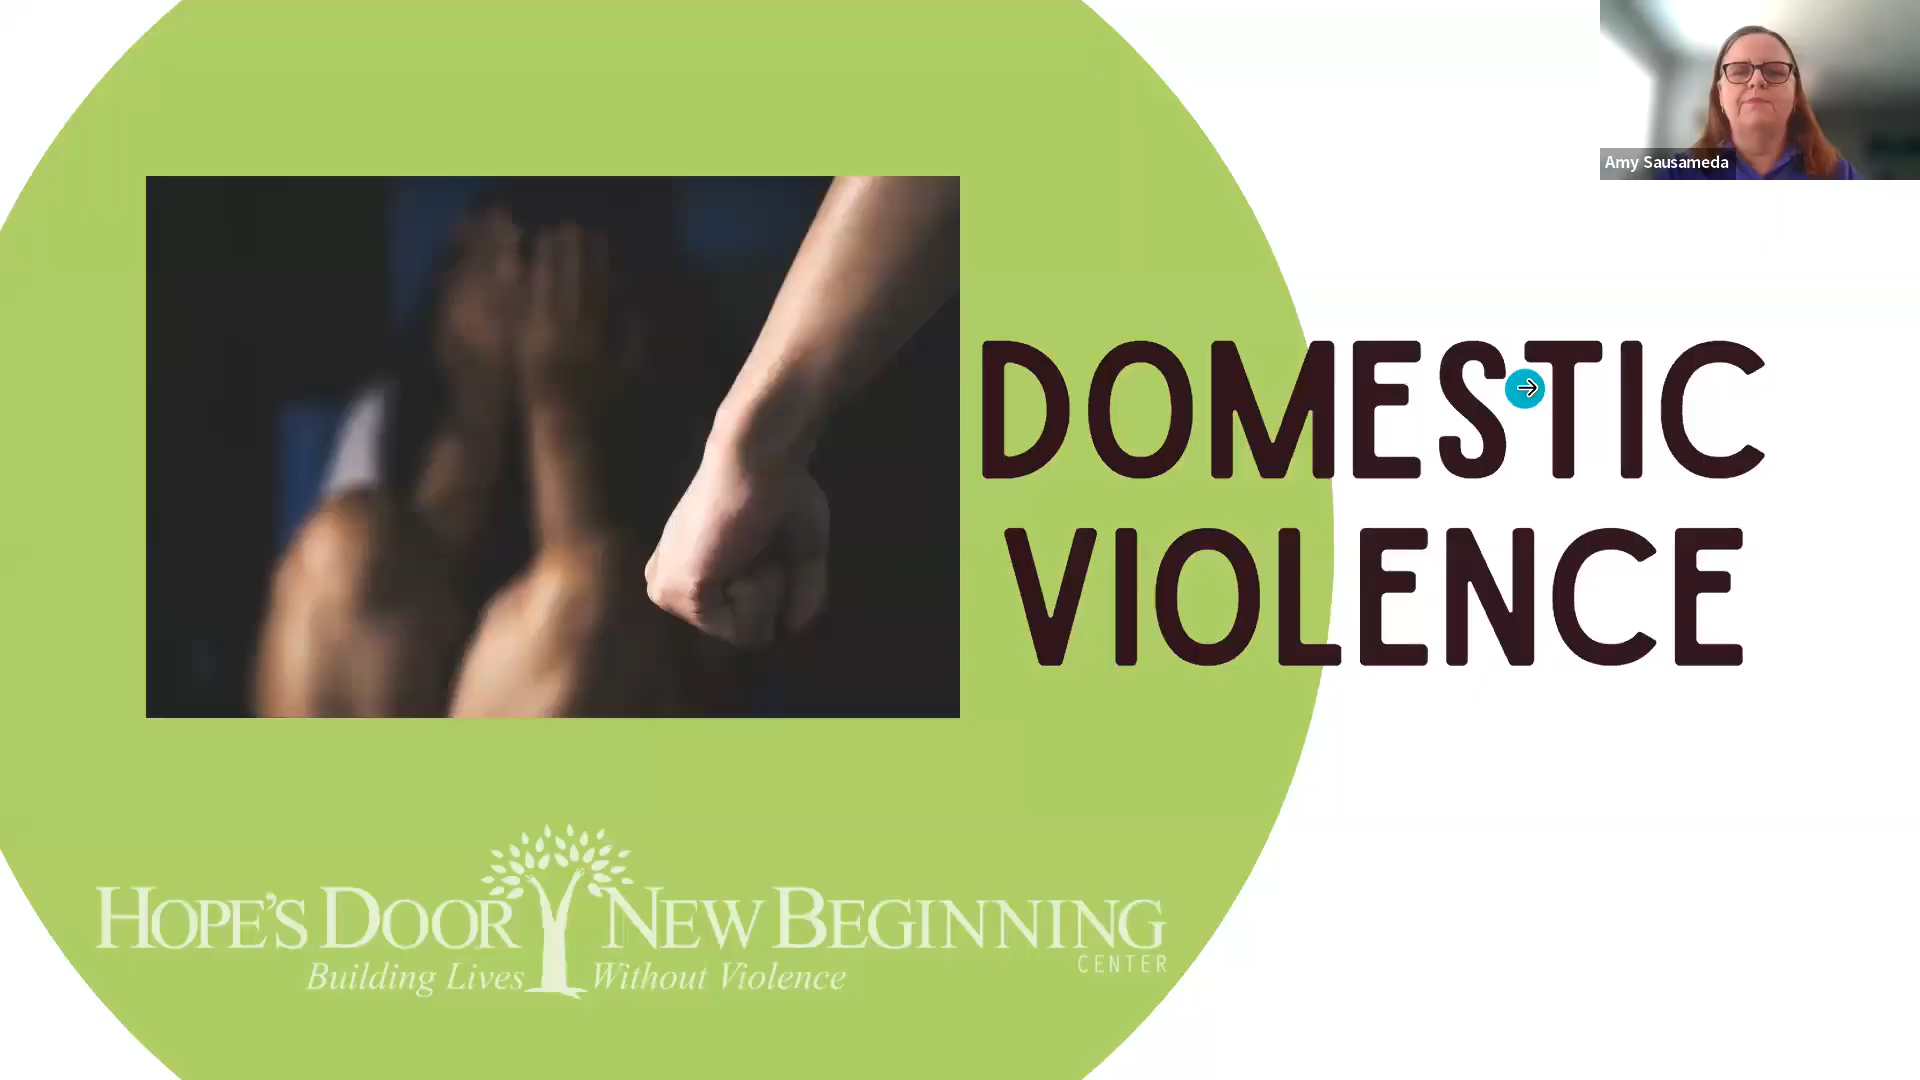 Amy Sausameda
DOMESTIC
VIOLENCE
HOPE'S DOOR NEW BEGINNING
CENTER
Building Lives Without Violence